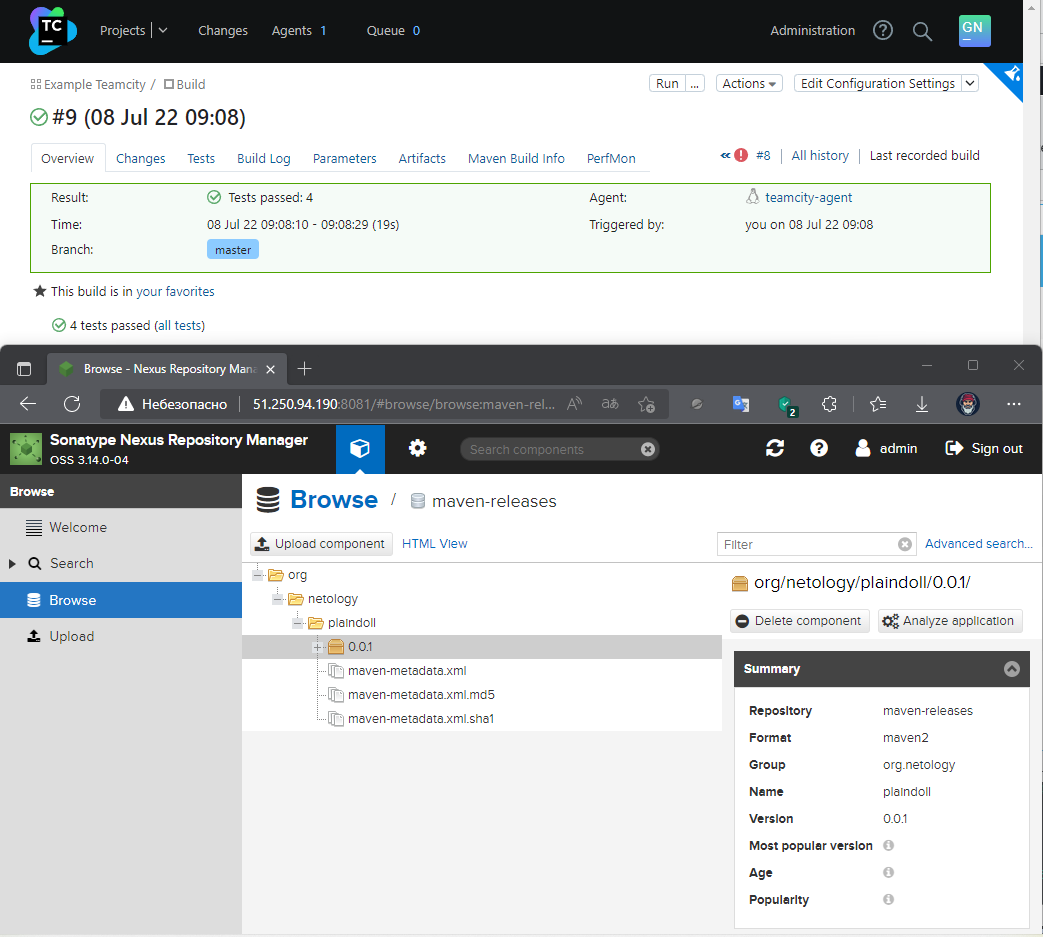 TC
Projects Changes Agents 1 Queue 0 Administration GN
Example Teamcity / Build Run ... Actions Edit Configuration Settings
#9 (08 Jul 22 09:08)
Overview Changes Tests Build Log Parameters Artifacts Maven Build Info PerfMon #8 All history Last recorded build
Result: Tests passed: 4 Agent: teamcity-agent
Time: 08 Jul 22 09:08:10 - 09:08:29 (19s) Triggered by: you on 08 Jul 22 09:08
Branch: master
This build is in your favorites
4 tests passed (all tests)
Browse - Nexus Repository Mana
Небезопасно 51.250.94.190:8081/#browse/browse:maven-rel... 2
Sonatype Nexus Repository Manager
OSS 3.14.0-04
Search components admin Sign out
Browse
Welcome
Search
Browse
Upload
Browse / maven-releases
Upload component HTML View Filter Advanced search...
org
netology
plaindoll
0.0.1
maven-metadata.xml
maven-metadata.xml.md5
maven-metadata.xml.sha1
org/netology/plaindoll/0.0.1/
Delete component Analyze application
Summary
Repository maven-releases
Format maven2
Group org.netology
Name plaindoll
Version 0.0.1
Most popular version
Age
Popularity